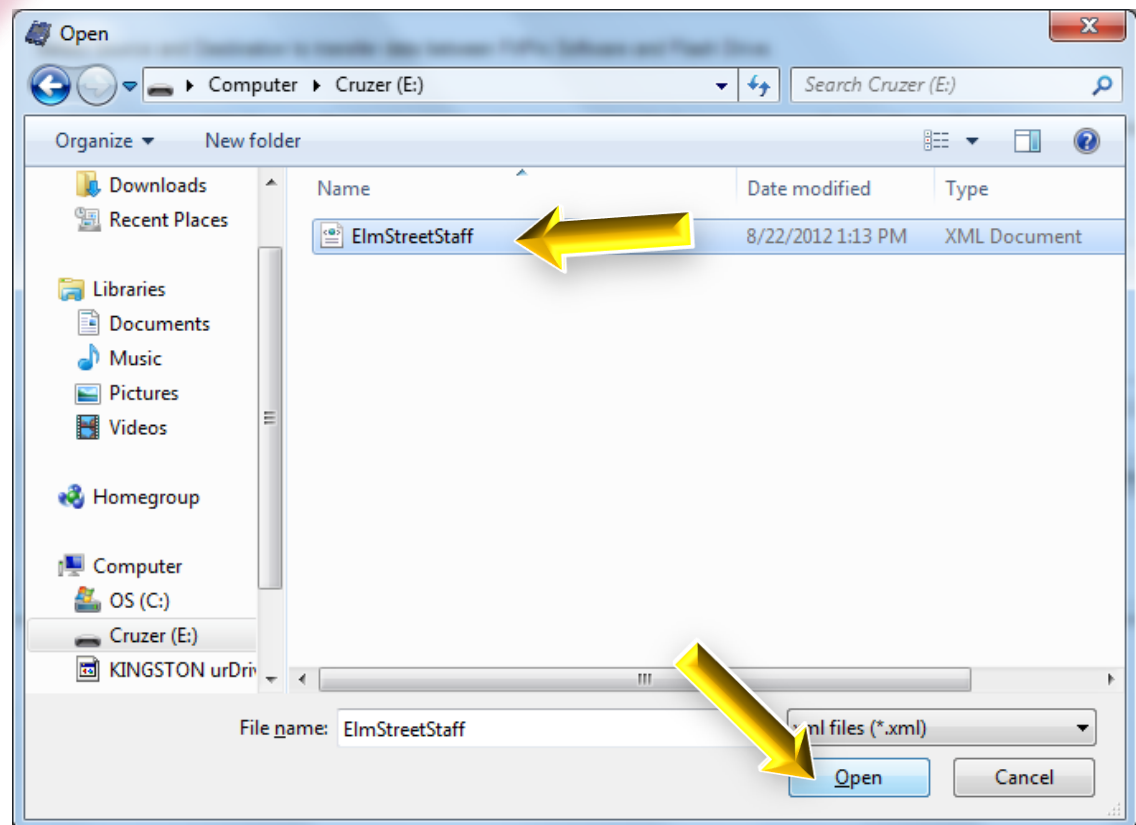 Open
Computer Cruzer (E:) Search Cruzer (E:)
Organize New folder
Name Date modified Type
ElmStreetStaff 8/22/2012 1:13 PM XML Document
Downloads
Recent Places
Libraries
Documents
Music
Pictures
Videos
Homegroup
Computer
OS (C:)
Cruzer (E:)
KINGSTON urDriv
File name: ElmStreetStaff xml files (*.xml)
Open Cancel